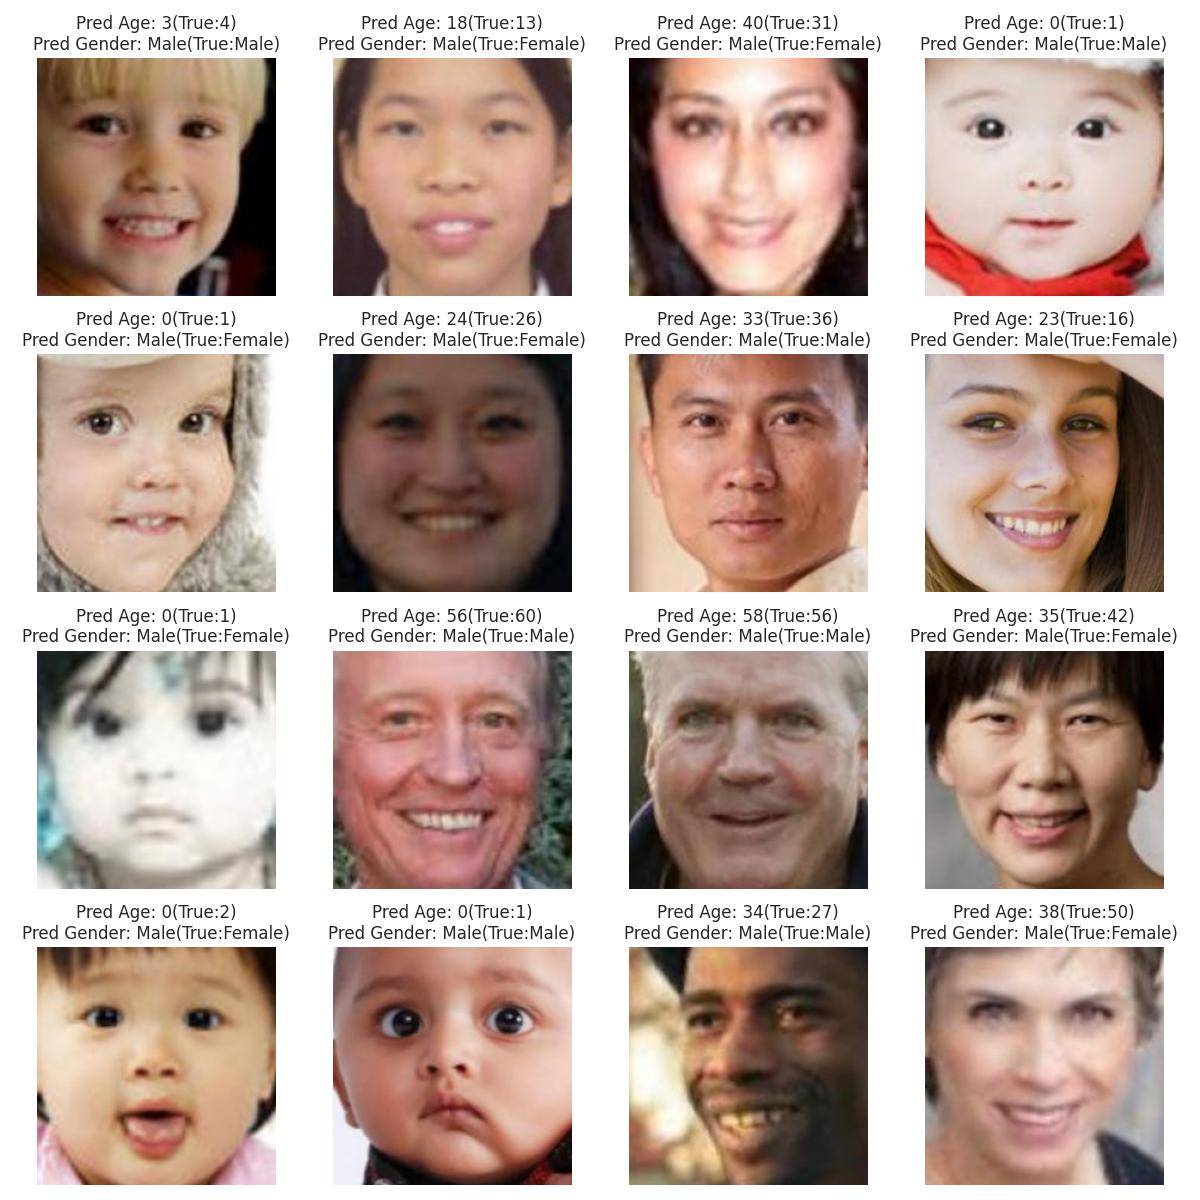 Pred Age: 3(True:4)
Pred Gender: Male(True:Male)
Pred Age: 18(True:13)
Pred Gender: Male(True:Female)
Pred Age: 40(True:31)
Pred Gender: Male(True:Female)
Pred Age: 0(True:1)
Pred Gender: Male(True:Male)
Pred Age: 0(True:1)
Pred Gender: Male(True:Female)
Pred Age: 24(True:26)
Pred Gender: Male(True:Female)
Pred Age: 33(True:36)
Pred Gender: Male(True:Male)
Pred Age: 23(True:16)
Pred Gender: Male(True:Female)
Pred Age: 0(True:1)
Pred Gender: Male(True:Female)
Pred Age: 56(True:60)
Pred Gender: Male(True:Male)
Pred Age: 58(True:56)
Pred Gender: Male(True:Male)
Pred Age: 35(True:42)
Pred Gender: Male(True:Female)
Pred Age: 0(True:2)
Pred Gender: Male(True:Female)
Pred Age: 0(True:1)
Pred Gender: Male(True:Male)
Pred Age: 34(True:27)
Pred Gender: Male(True:Male)
Pred Age: 38(True:50)
Pred Gender: Male(True:Female)